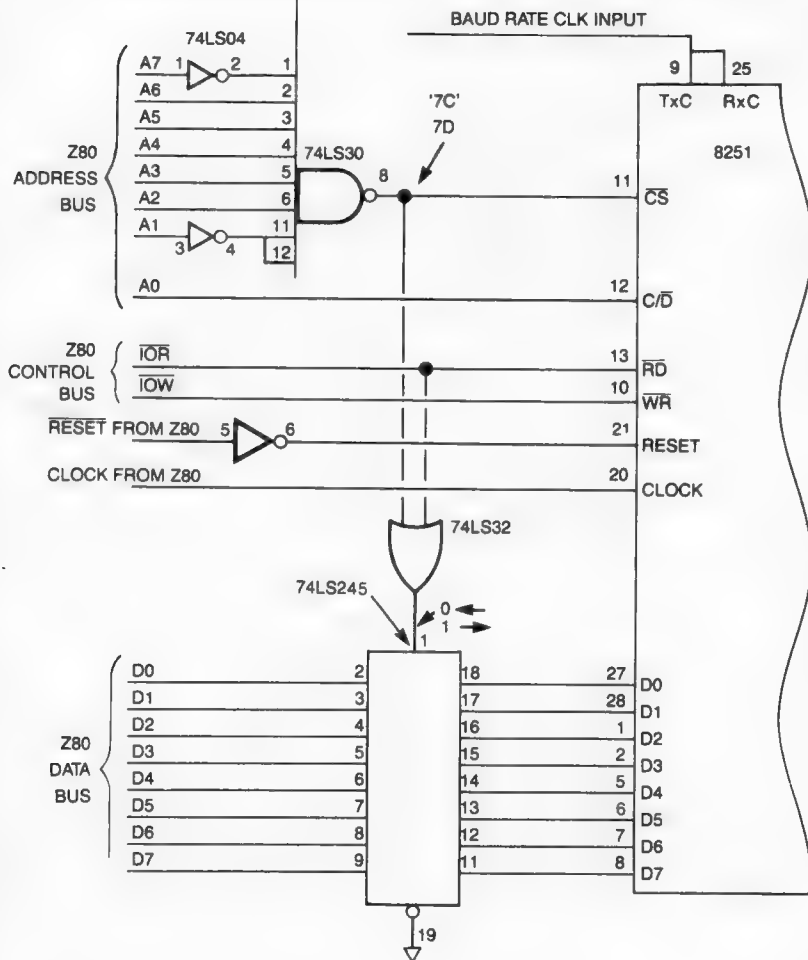 BAUD RATE CLK INPUT
74LS04
9 25
TxC RxC
8251
'7C'
7D
Z80
ADDRESS
BUS
A7 1 2 1
A6 2
A5 3
A4 4
A3 5
A2 6
A1 3 4 11
12
74LS30
8
11 CS
A0 12 C/D
Z80
CONTROL
BUS
IOR 13 RD
IOW 10 WR
RESET FROM Z80 5 6 21 RESET
CLOCK FROM Z80 20 CLOCK
74LS32
74LS245
0
1
1
Z80
DATA
BUS
D0 2 18 27 D0
D1 3 17 28 D1
D2 4 16 1 D2
D3 5 15 2 D3
D4 6 14 5 D4
D5 7 13 6 D5
D6 8 12 7 D6
D7 9 11 8 D7
19